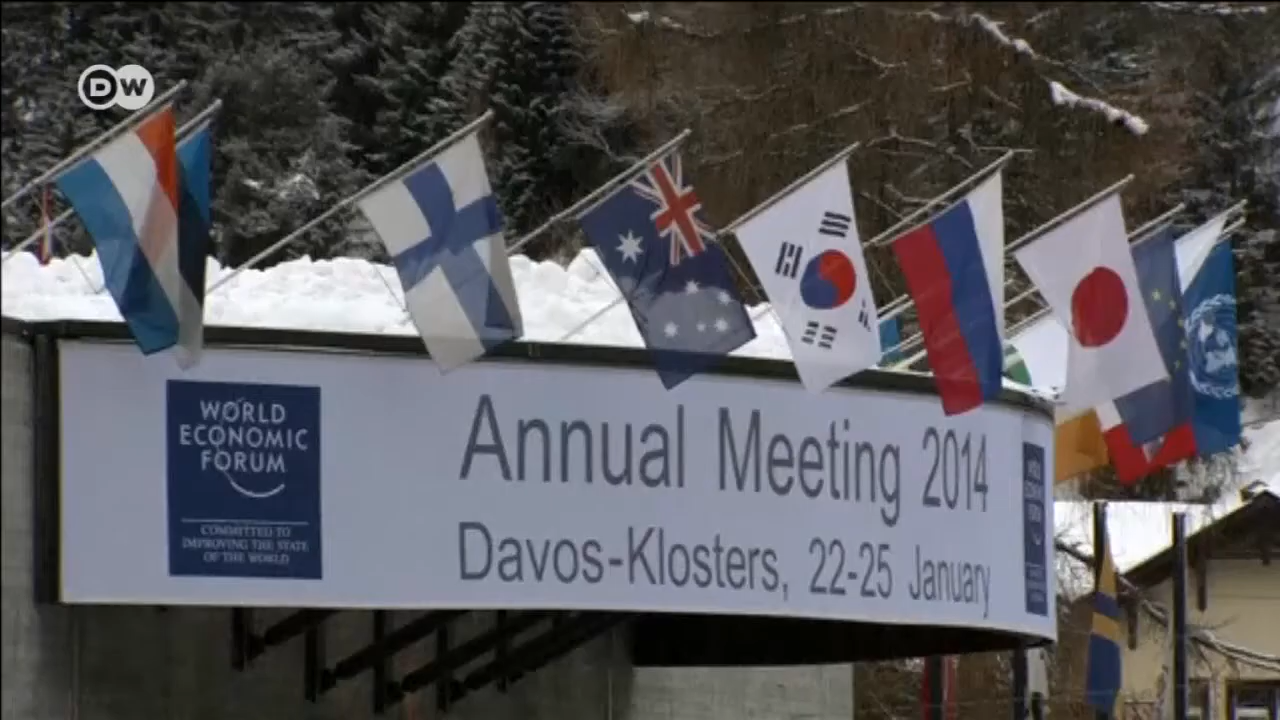 DW
WORLD
ECONOMIC
FORUM
COMMITTED TO
IMPROVING THE STATE
OF THE WORLD
Annual Meeting 2014
Davos-Klosters, 22-25 January